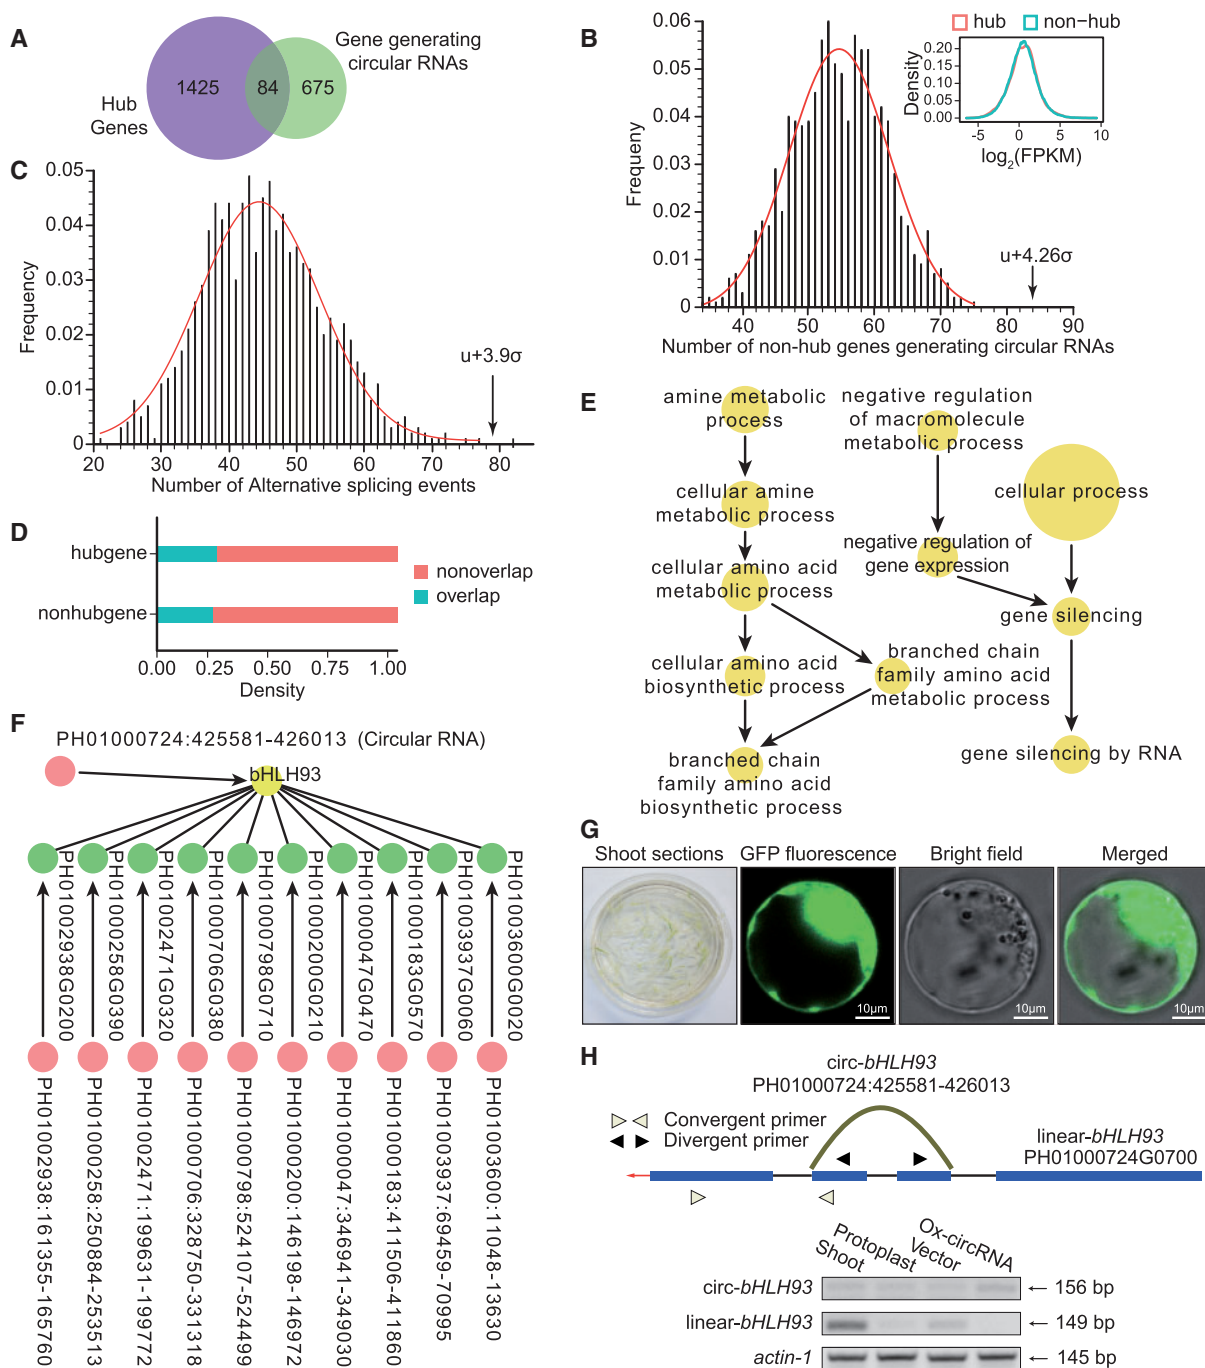 A
1425
84
675
Hub
Genes
Gene generating
circular RNAs
B
hub
non-hub
Density
0.20
0.15
0.10
0.05
0.00
-5
0
5
10
log2(FPKM)
Frequeny
0.06
0.05
0.04
0.03
0.02
0.01
0
u+4.26σ
40
50
60
70
80
90
Number of non-hub genes generating circular RNAs
C
Frequency
0.05
0.04
0.03
0.02
0.01
0
u+3.9σ
20
30
40
50
60
70
80
Number of Alternative splicing events
D
hubgene
nonhubgene
nonoverlap
overlap
0.00
0.25
0.50
0.75
1.00
Density
E
amine metabolic
process
negative regulation
of macromolecule
metabolic process
cellular process
cellular amine
metabolic process
negative regulation of
gene expression
cellular amino acid
metabolic process
gene silencing
cellular amino acid
biosynthetic process
branched chain
family amino acid
metabolic process
branched chain
family amino acid
biosynthetic process
gene silencing by RNA
F
PH01000724:425581-426013 (Circular RNA)
bHLH93
PH01002938G0200
PH01000258G0390
PH01002471G0320
PH01000706G0380
PH01000798G0710
PH01000200G0210
PH01000047G0470
PH01000183G0570
PH01003937G0060
PH01003600G0020
PH01002938:161355-165760
PH01000258:250884-253513
PH01002471:199631-199772
PH01000706:328750-331318
PH01000798:524107-524499
PH01000200:146198-146972
PH01000047:346941-349030
PH01000183:411506-411860
PH01003937:69459-70995
PH01003600:11048-13630
G
Shoot sections
GFP fluorescence
Bright field
Merged
10μm
10μm
10μm
H
circ-bHLH93
PH01000724:425581-426013
Convergent primer
Divergent primer
linear-bHLH93
PH01000724G0700
Shoot
Protoplast
Vector
Ox-circRNA
circ-bHLH93
156 bp
linear-bHLH93
149 bp
actin-1
145 bp